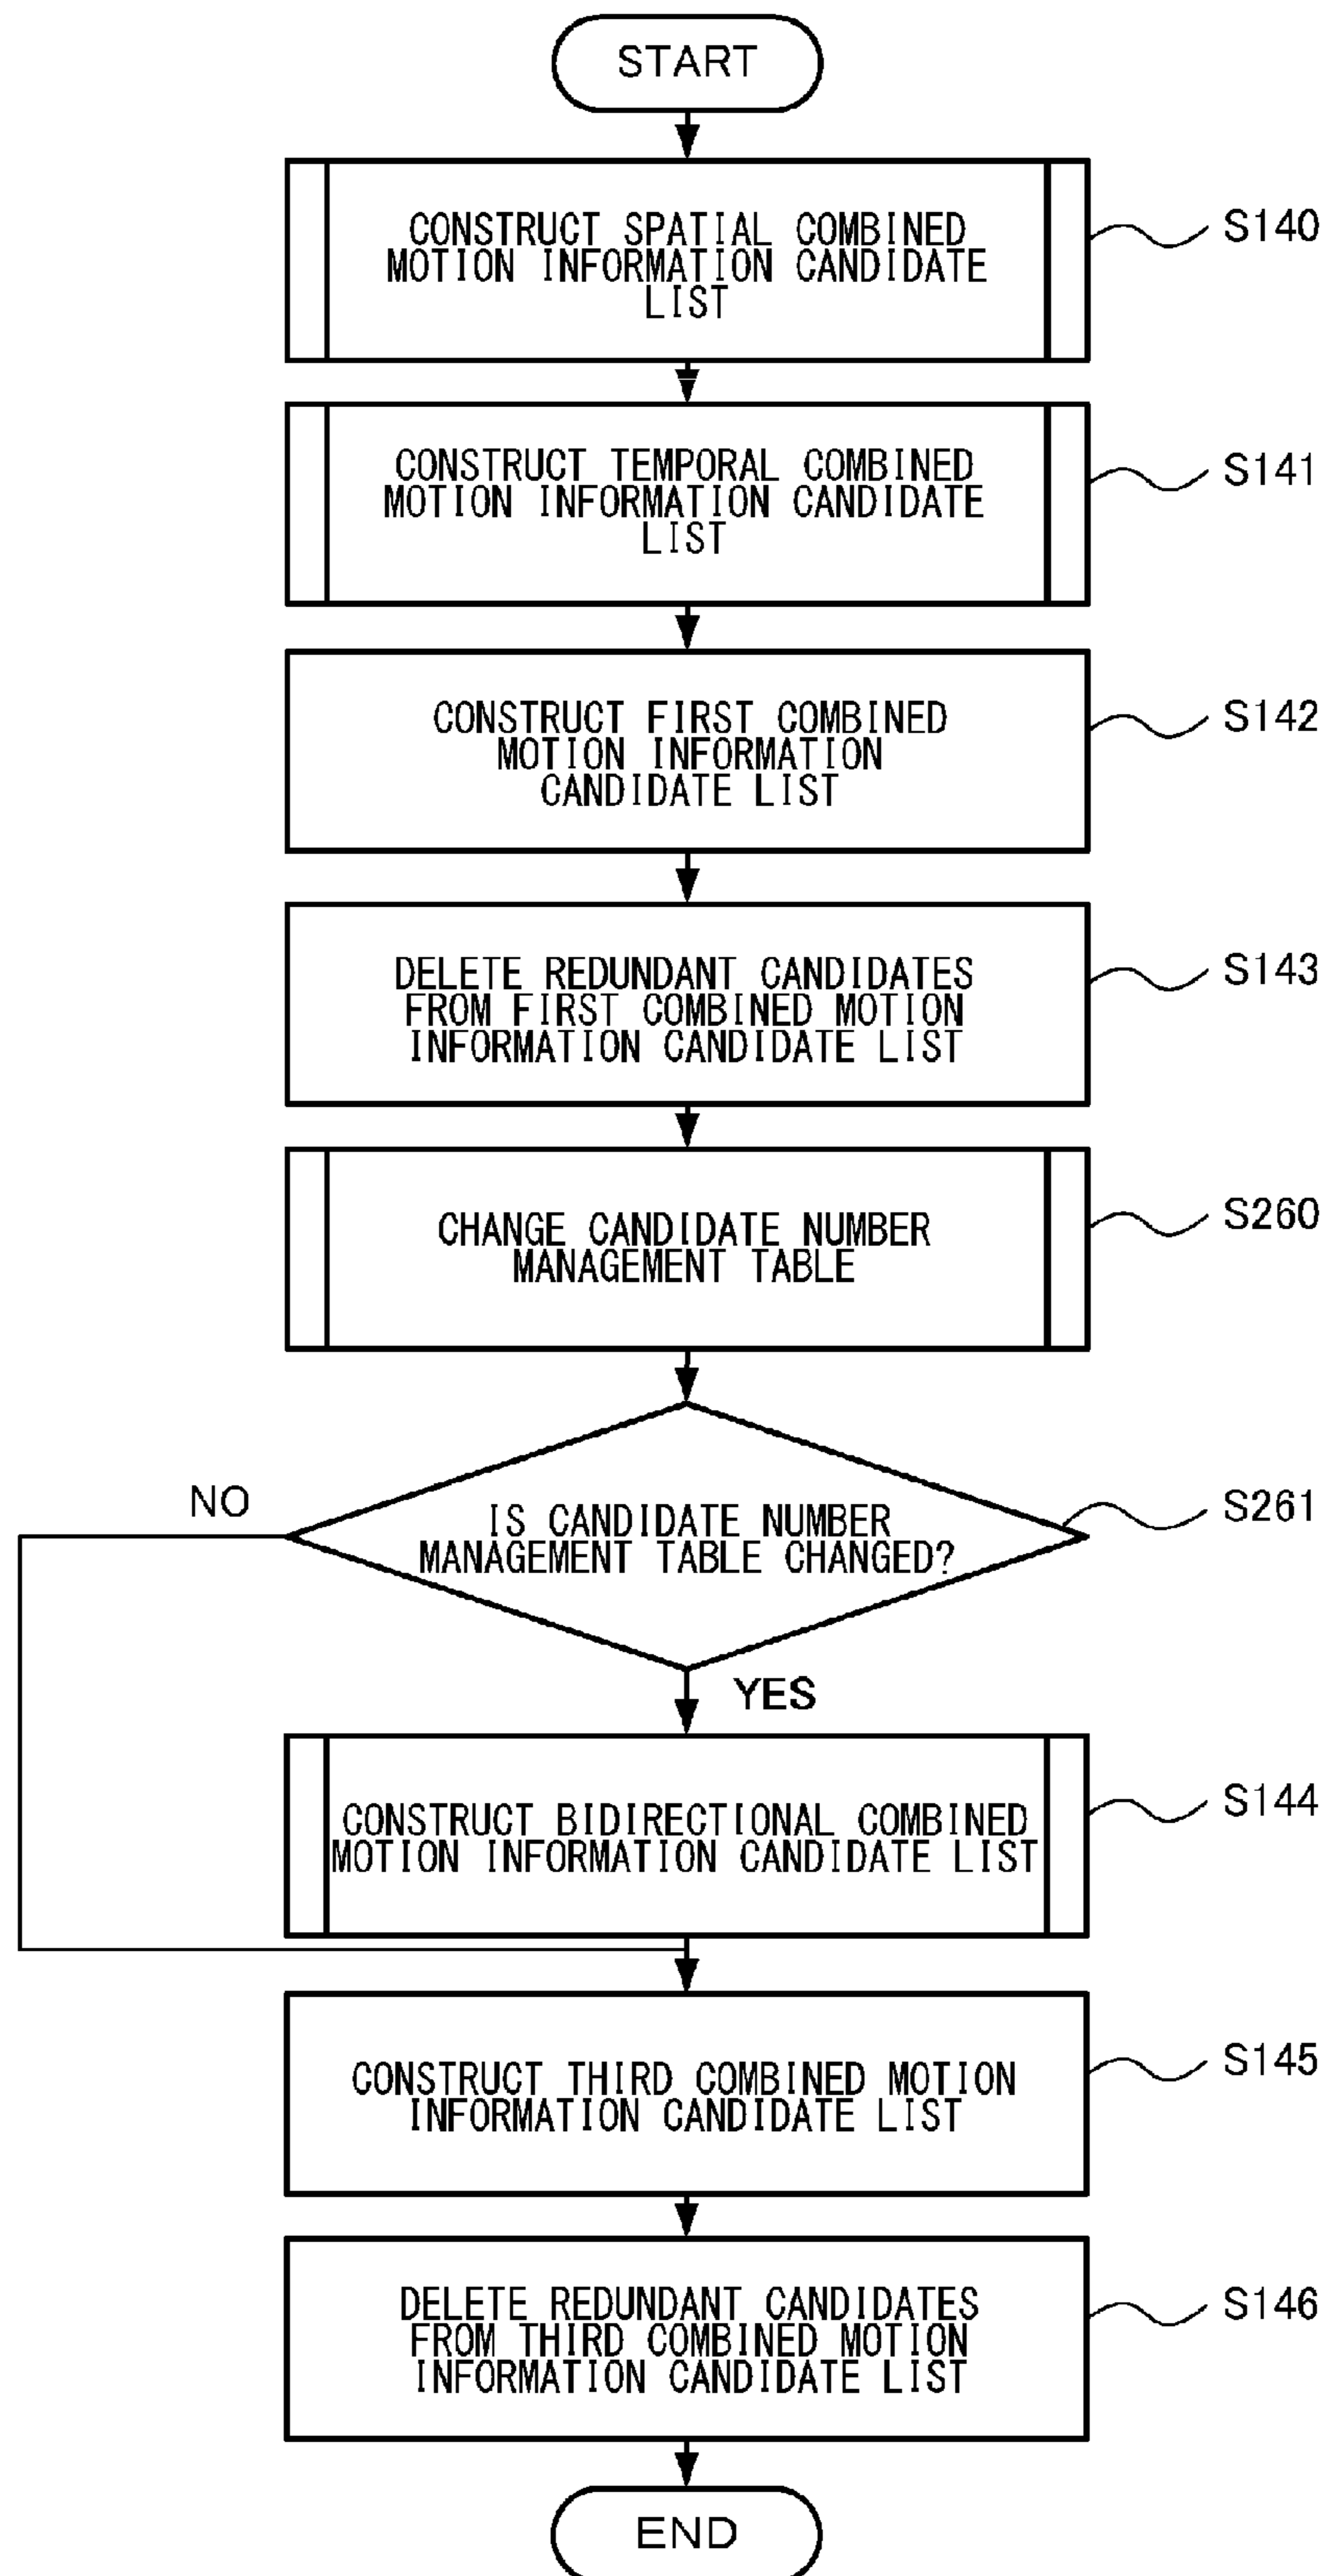 START
CONSTRUCT SPATIAL COMBINED
MOTION INFORMATION CANDIDATE
LIST
S140
CONSTRUCT TEMPORAL COMBINED
MOTION INFORMATION CANDIDATE
LIST
S141
CONSTRUCT FIRST COMBINED
MOTION INFORMATION
CANDIDATE LIST
S142
DELETE REDUNDANT CANDIDATES
FROM FIRST COMBINED MOTION
INFORMATION CANDIDATE LIST
S143
CHANGE CANDIDATE NUMBER
MANAGEMENT TABLE
S260
NO
IS CANDIDATE NUMBER
MANAGEMENT TABLE CHANGED?
S261
YES
CONSTRUCT BIDIRECTIONAL COMBINED
MOTION INFORMATION CANDIDATE LIST
S144
CONSTRUCT THIRD COMBINED MOTION
INFORMATION CANDIDATE LIST
S145
DELETE REDUNDANT CANDIDATES
FROM THIRD COMBINED MOTION
INFORMATION CANDIDATE LIST
S146
END